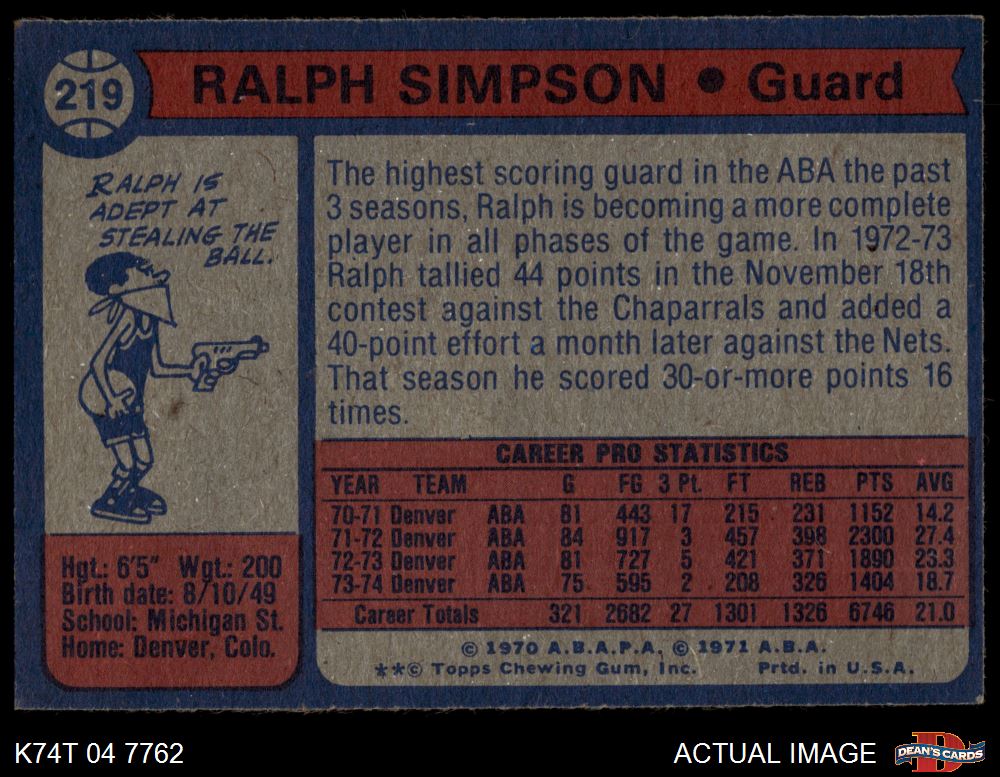 219
RALPH SIMPSON • Guard
RALPH IS
ADEPT AT
STEALING THE
BALL.
Hgt.: 6'5" Wgt.: 200
Birth date: 8/10/49
School: Michigan St.
Home: Denver, Colo.
The highest scoring guard in the ABA the past
3 seasons, Ralph is becoming a more complete
player in all phases of the game. In 1972-73
Ralph tallied 44 points in the November 18th
contest against the Chaparrals and added a
40-point effort a month later against the Nets.
That season he scored 30-or-more points 16
times.
CAREER PRO STATISTICS
YEAR TEAM G FG 3 Pt. FT REB PTS AVG
70-71 Denver ABA 81 443 17 215 231 1152 14.2
71-72 Denver ABA 84 917 3 457 398 2300 27.4
72-73 Denver ABA 81 727 5 421 371 1890 23.3
73-74 Denver ABA 75 595 2 208 326 1404 18.7
Career Totals 321 2682 27 1301 1326 6746 21.0
© 1970 A.B.A.P.A. © 1971 A.B.A.
**© Topps Chewing Gum, Inc. Prtd. in U.S.A.
K74T 04 7762
ACTUAL IMAGE
D
DEAN'S CARDS